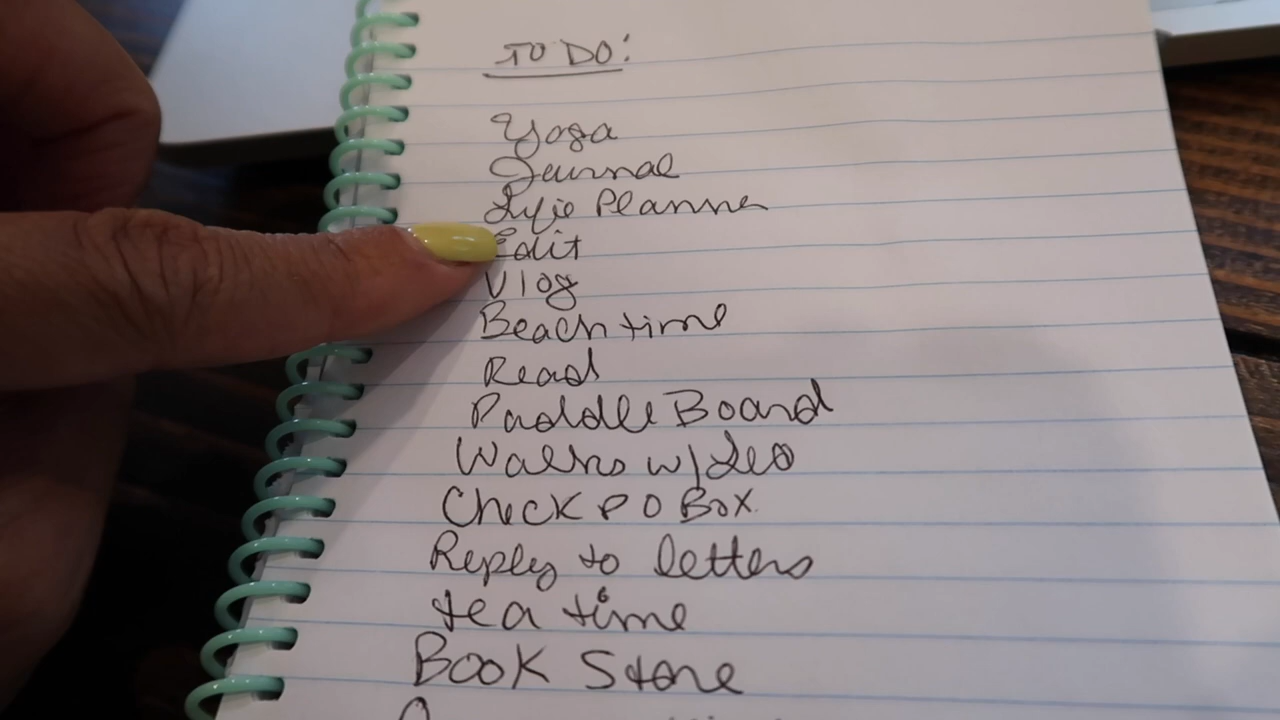 TO DO:
Yoga
Journal
Life Planner
Edit
Vlog
Beach time
Read
Paddle Board
Walks w/Leo
Check PO Box
Reply to letters
tea time
Book Store